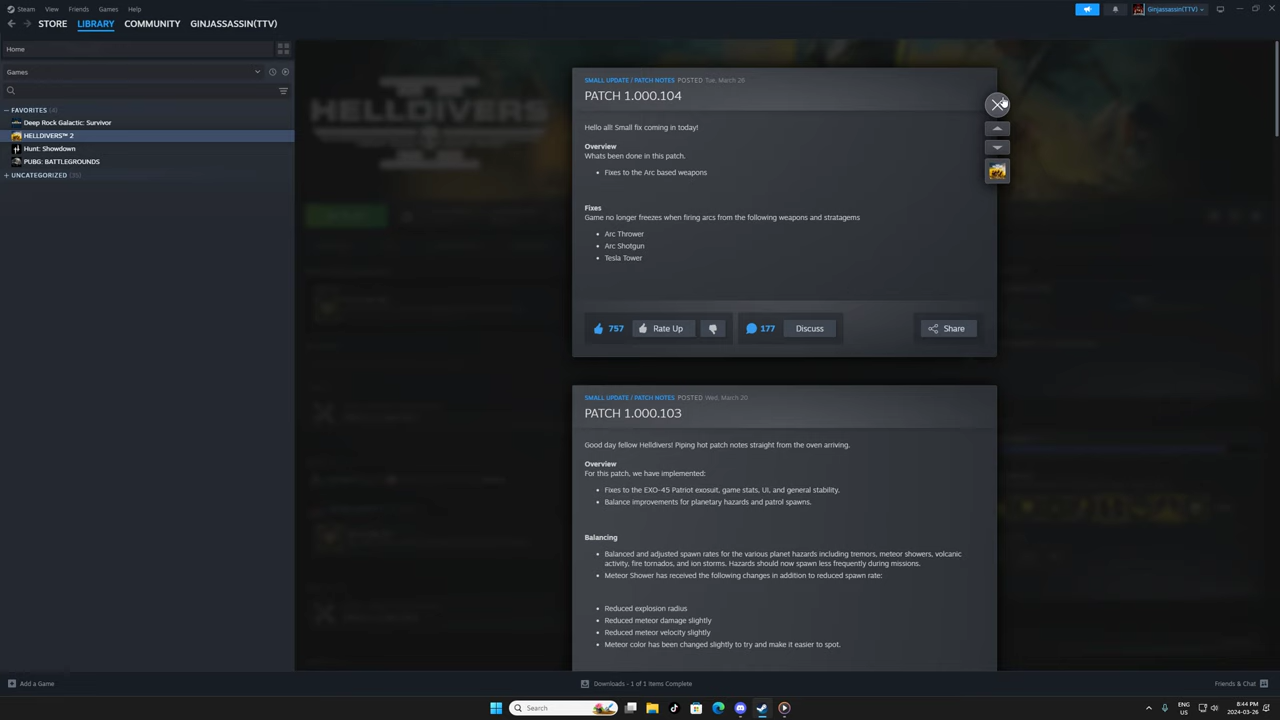 Steam View Friends Games Help
Ginjassassin(TTV)
STORE LIBRARY COMMUNITY GINJASSASSIN(TTV)
Home
Games
FAVORITES (4)
Deep Rock Galactic: Survivor
HELLDIVERS™ 2
Hunt: Showdown
PUBG: BATTLEGROUNDS
UNCATEGORIZED (35)
HELLDIVERS
SMALL UPDATE / PATCH NOTES POSTED Tue, March 26
PATCH 1.000.104
Hello all! Small fix coming in today!
Overview
Whats been done in this patch.
• Fixes to the Arc based weapons
Fixes
Game no longer freezes when firing arcs from the following weapons and stratagems
• Arc Thrower
• Arc Shotgun
• Tesla Tower
757 Rate Up 177 Discuss Share
SMALL UPDATE / PATCH NOTES POSTED Wed, March 20
PATCH 1.000.103
Good day fellow Helldivers! Piping hot patch notes straight from the oven arriving.
Overview
For this patch, we have implemented:
• Fixes to the EXO-45 Patriot exosuit, game stats, UI, and general stability.
• Balance improvements for planetary hazards and patrol spawns.
Balancing
• Balanced and adjusted spawn rates for the various planet hazards including tremors, meteor showers, volcanic
activity, fire tornados, and ion storms. Hazards should now spawn less frequently during missions.
• Meteor Shower has received the following changes in addition to reduced spawn rate:
• Reduced explosion radius
• Reduced meteor damage slightly
• Reduced meteor velocity slightly
• Meteor color has been changed slightly to try and make it easier to spot.
Add a Game
Downloads - 1 of 1 Items Complete
Friends & Chat
Search
ENG
US
8:44 PM
2024-03-26